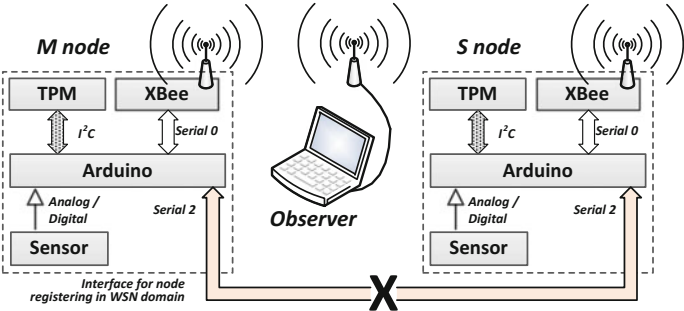 M node
S node
TPM
XBee
I²C
Serial 0
Arduino
Analog /
Digital
Serial 2
Sensor
Observer
TPM
XBee
I²C
Serial 0
Arduino
Analog /
Digital
Serial 2
Sensor
Interface for node
registering in WSN domain
X